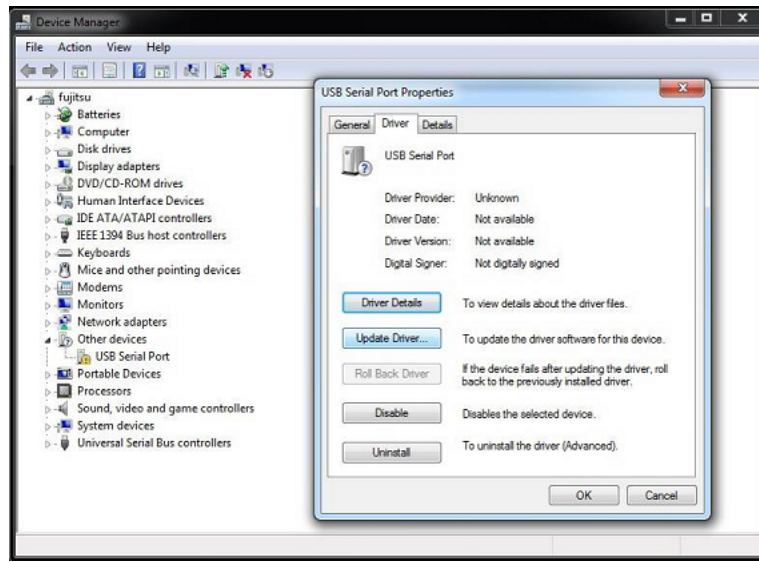 Device Manager
File Action View Help
fujitsu
Batteries
Computer
Disk drives
Display adapters
DVD/CD-ROM drives
Human Interface Devices
IDE ATA/ATAPI controllers
IEEE 1394 Bus host controllers
Keyboards
Mice and other pointing devices
Modems
Monitors
Network adapters
Other devices
USB Serial Port
Portable Devices
Processors
Sound, video and game controllers
System devices
Universal Serial Bus controllers
USB Serial Port Properties
General Driver Details
USB Serial Port
Driver Provider: Unknown
Driver Date: Not available
Driver Version: Not available
Digital Signer: Not digitally signed
Driver Details To view details about the driver files.
Update Driver... To update the driver software for this device.
Roll Back Driver If the device fails after updating the driver, roll
back to the previously installed driver.
Disable Disables the selected device.
Uninstall To uninstall the driver (Advanced).
OK Cancel